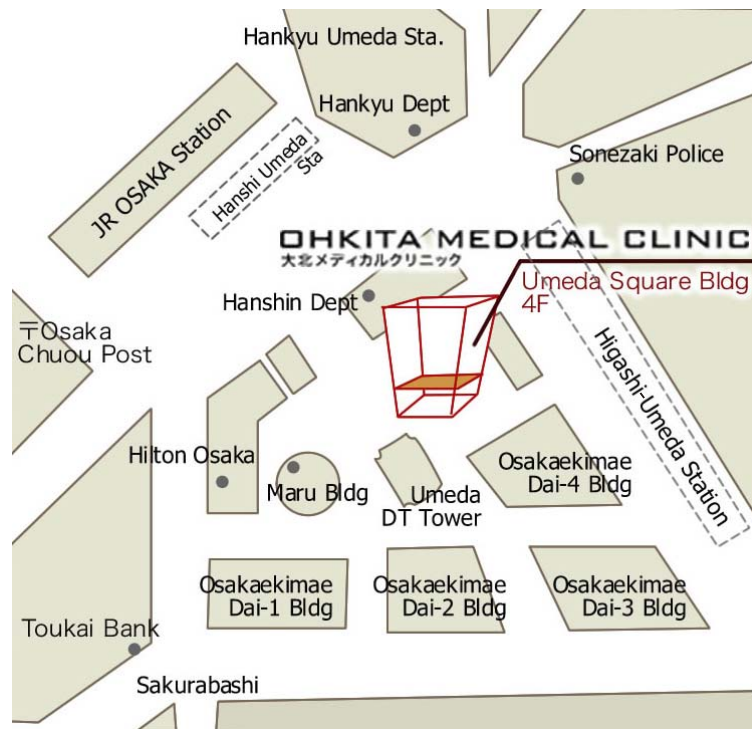 Hankyu Umeda Sta.
Hankyu Dept
JR OSAKA Station
Hanshi Umeda
Sta
Sonezaki Police
OHKITA MEDICAL CLINIC
大北メディカルクリニック
Umeda Square Bldg
4F
Hanshin Dept
〒Osaka
Chuou Post
Higashi-Umeda Station
Hilton Osaka
Maru Bldg
Umeda
DT Tower
Osakaekimae
Dai-4 Bldg
Osakaekimae
Dai-1 Bldg
Osakaekimae
Dai-2 Bldg
Osakaekimae
Dai-3 Bldg
Toukai Bank
Sakurabashi